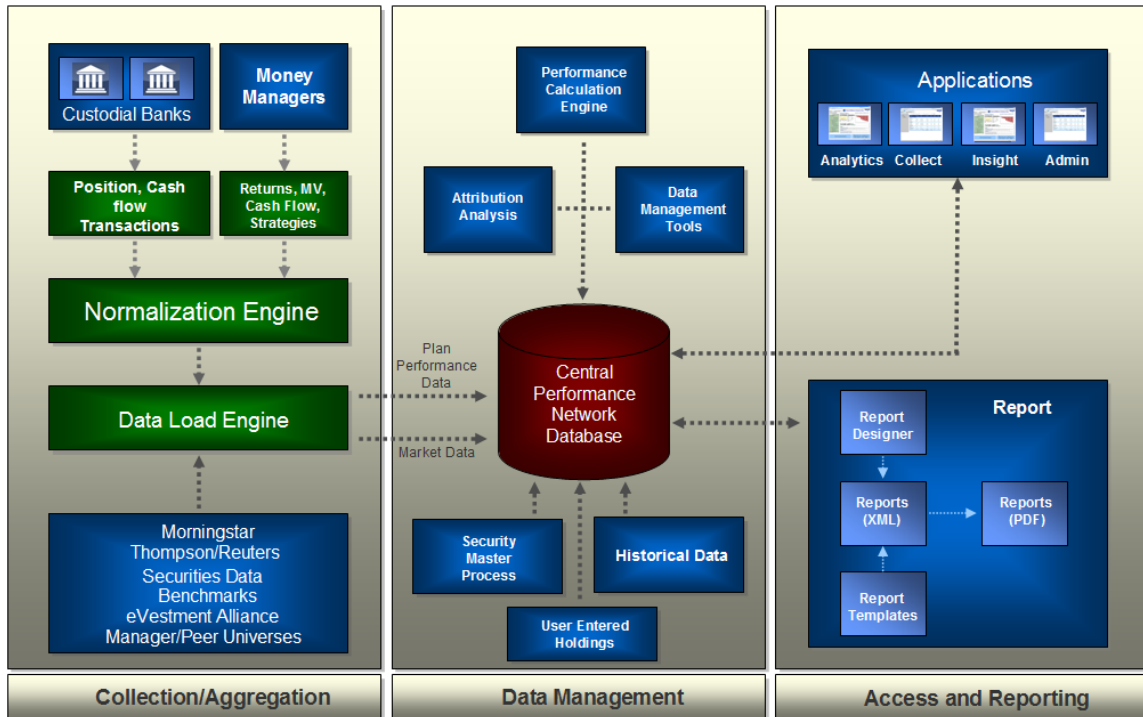 Custodial Banks
Money
Managers
Position, Cash
flow
Transactions
Returns, MV,
Cash Flow,
Strategies
Normalization Engine
Data Load Engine
Morningstar
Thompson/Reuters
Securities Data
Benchmarks
eVestment Alliance
Manager/Peer Universes
Collection/Aggregation
Performance
Calculation
Engine
Attribution
Analysis
Data
Management
Tools
Plan
Performance
Data
Market Data
Central
Performance
Network
Database
Security
Master
Process
Historical Data
User Entered
Holdings
Data Management
Applications
Analytics
Collect
Insight
Admin
Report
Report
Designer
Reports
(XML)
Reports
(PDF)
Report
Templates
Access and Reporting